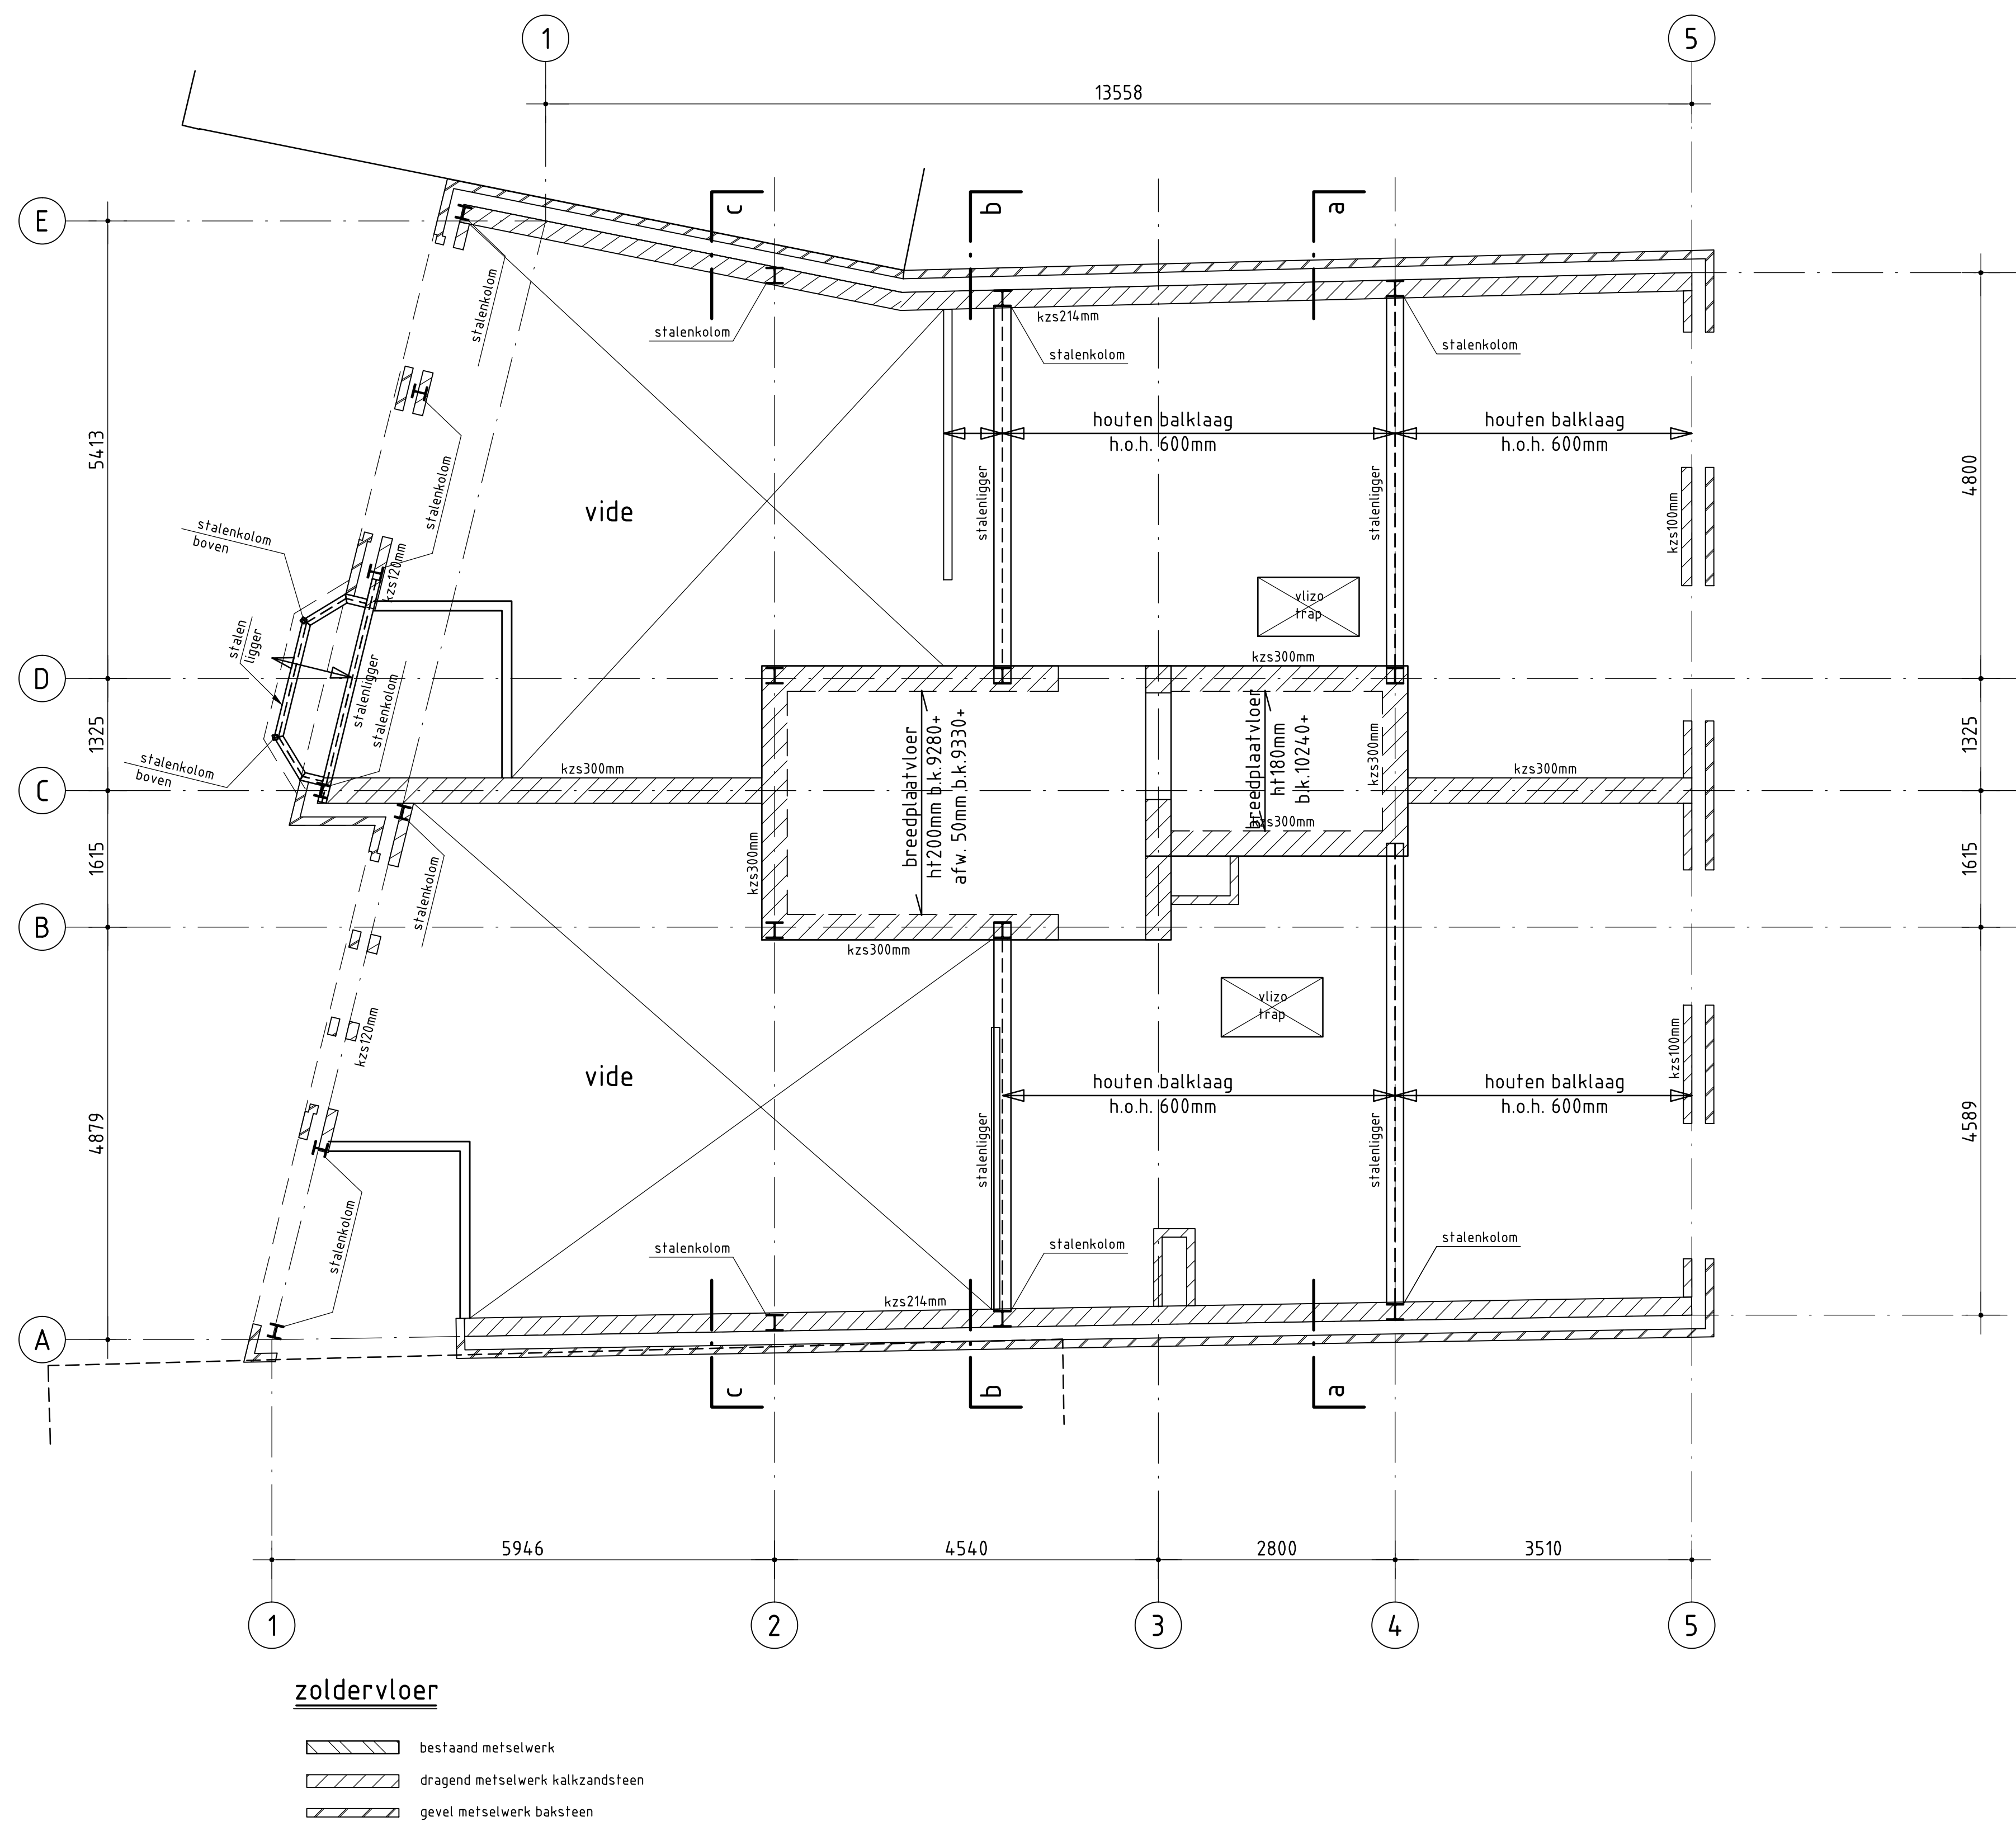 1
5
13558
E
c
b
a
stalenkolom
stalenkolom
kzs214mm
stalenkolom
stalenkolom
houten balklaag
h.o.h. 600mm
houten balklaag
h.o.h. 600mm
5413
4800
stalenkolom
stalenligger
stalenligger
kzs100mm
vide
stalenkolom
boven
kzs120mm
vlizo
trap
stalen
ligger
stalenligger
stalenkolom
kzs300mm
D
1325
1325
breedplaatvloer
ht200mm b.k.9280+
afw. 50mm b.k.9330+
breedplaatvloer
ht180mm
b.k.10240+
kzs300mm
stalenkolom
boven
kzs300mm
kzs300mm
C
kzs300mm
1615
1615
kzs300mm
stalenkolom
B
kzs300mm
vlizo
trap
kzs120mm
kzs100mm
vide
houten balklaag
h.o.h. 600mm
houten balklaag
h.o.h. 600mm
4879
4589
stalenligger
stalenligger
stalenkolom
stalenkolom
stalenkolom
stalenkolom
kzs214mm
A
c
b
a
5946
4540
2800
3510
1
2
3
4
5
zoldervloer
bestaand metselwerk
dragend metselwerk kalkzandsteen
gevel metselwerk baksteen